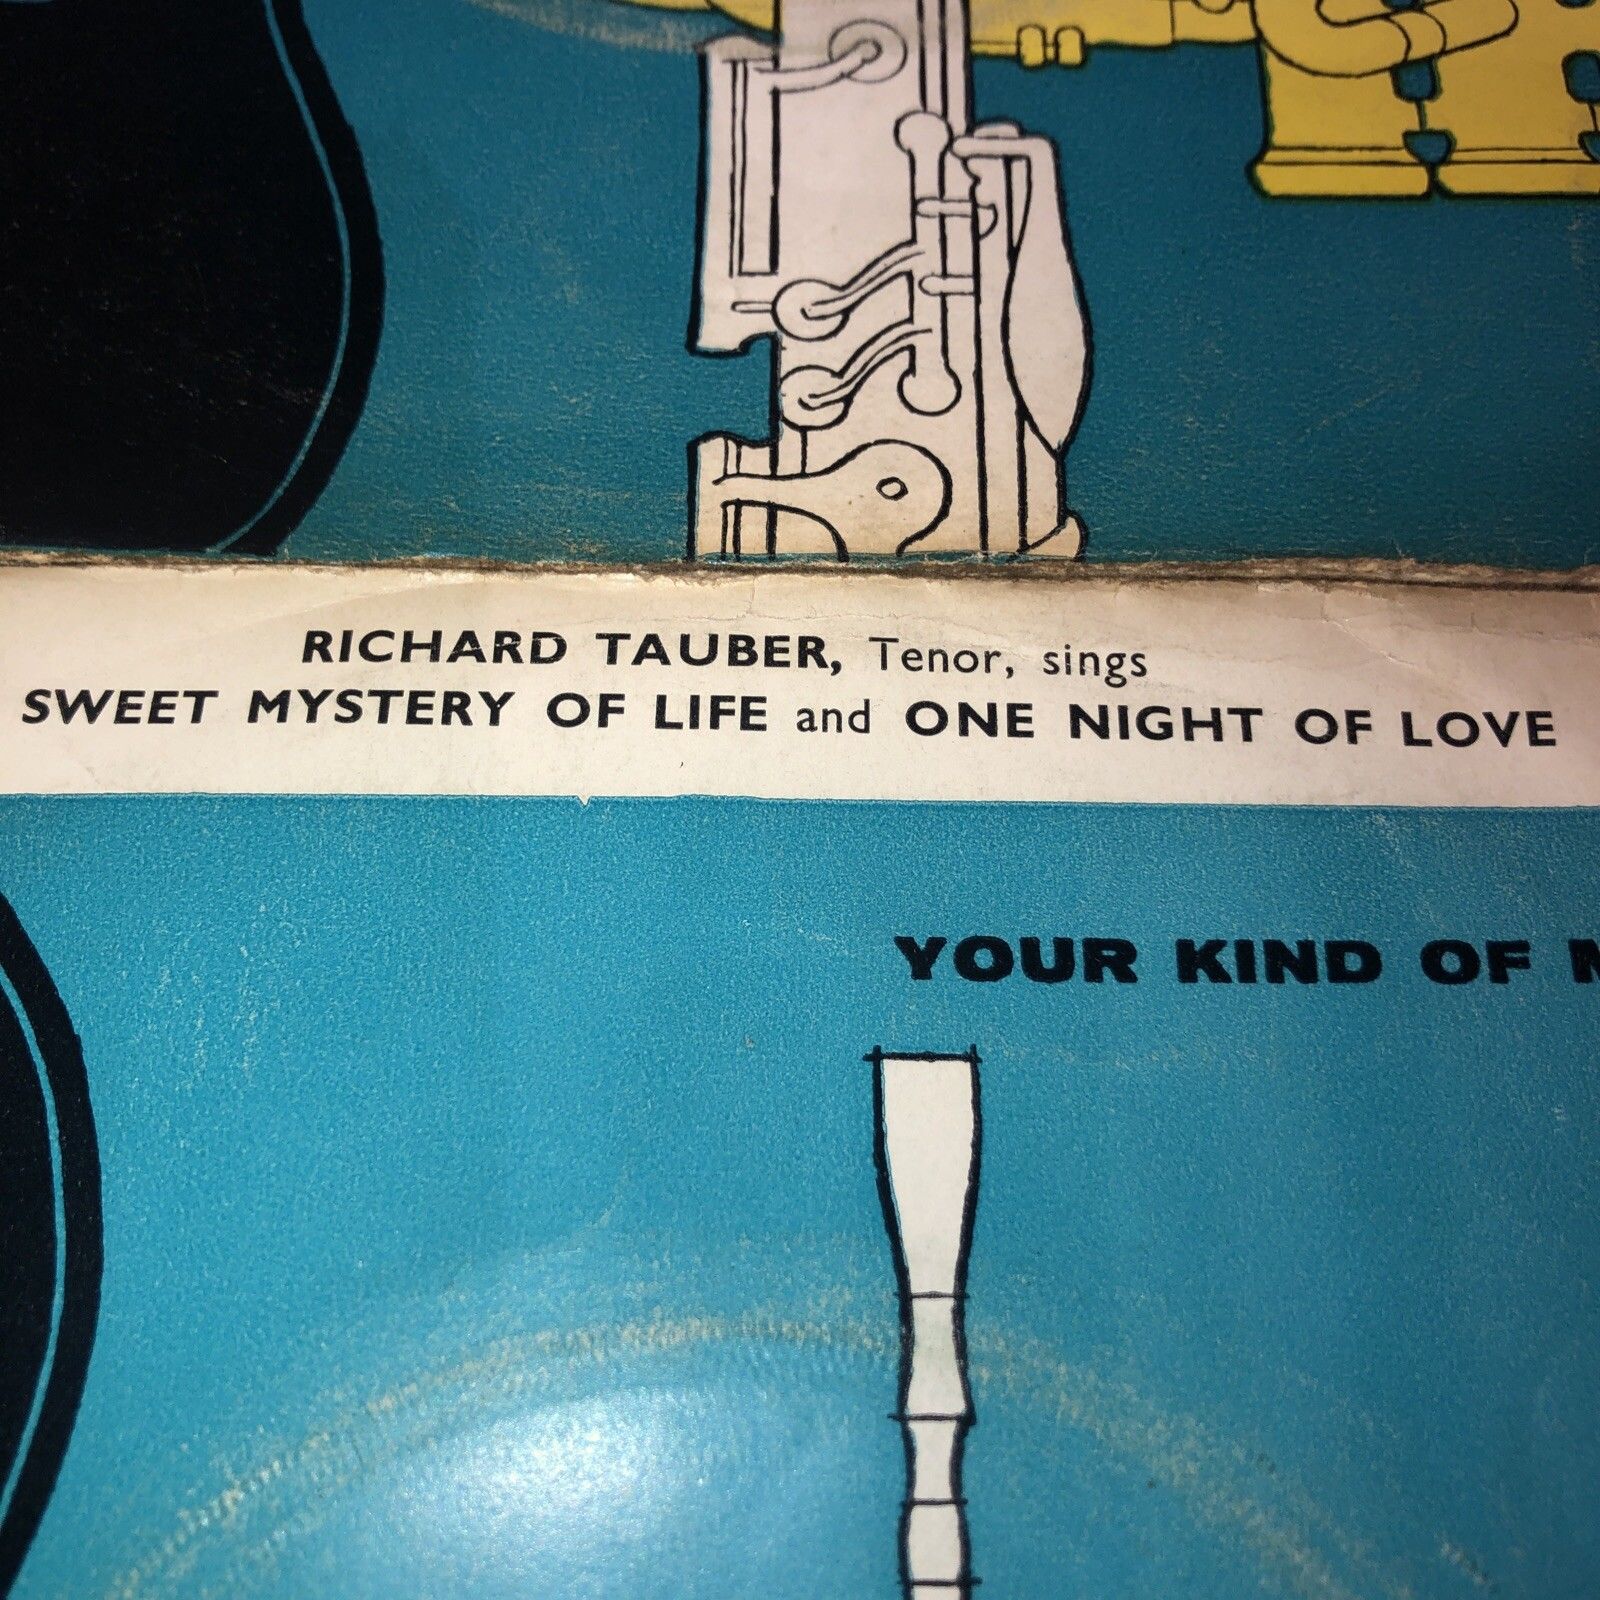 RICHARD TAUBER, Tenor, sings
SWEET MYSTERY OF LIFE and ONE NIGHT OF LOVE
YOUR KIND OF